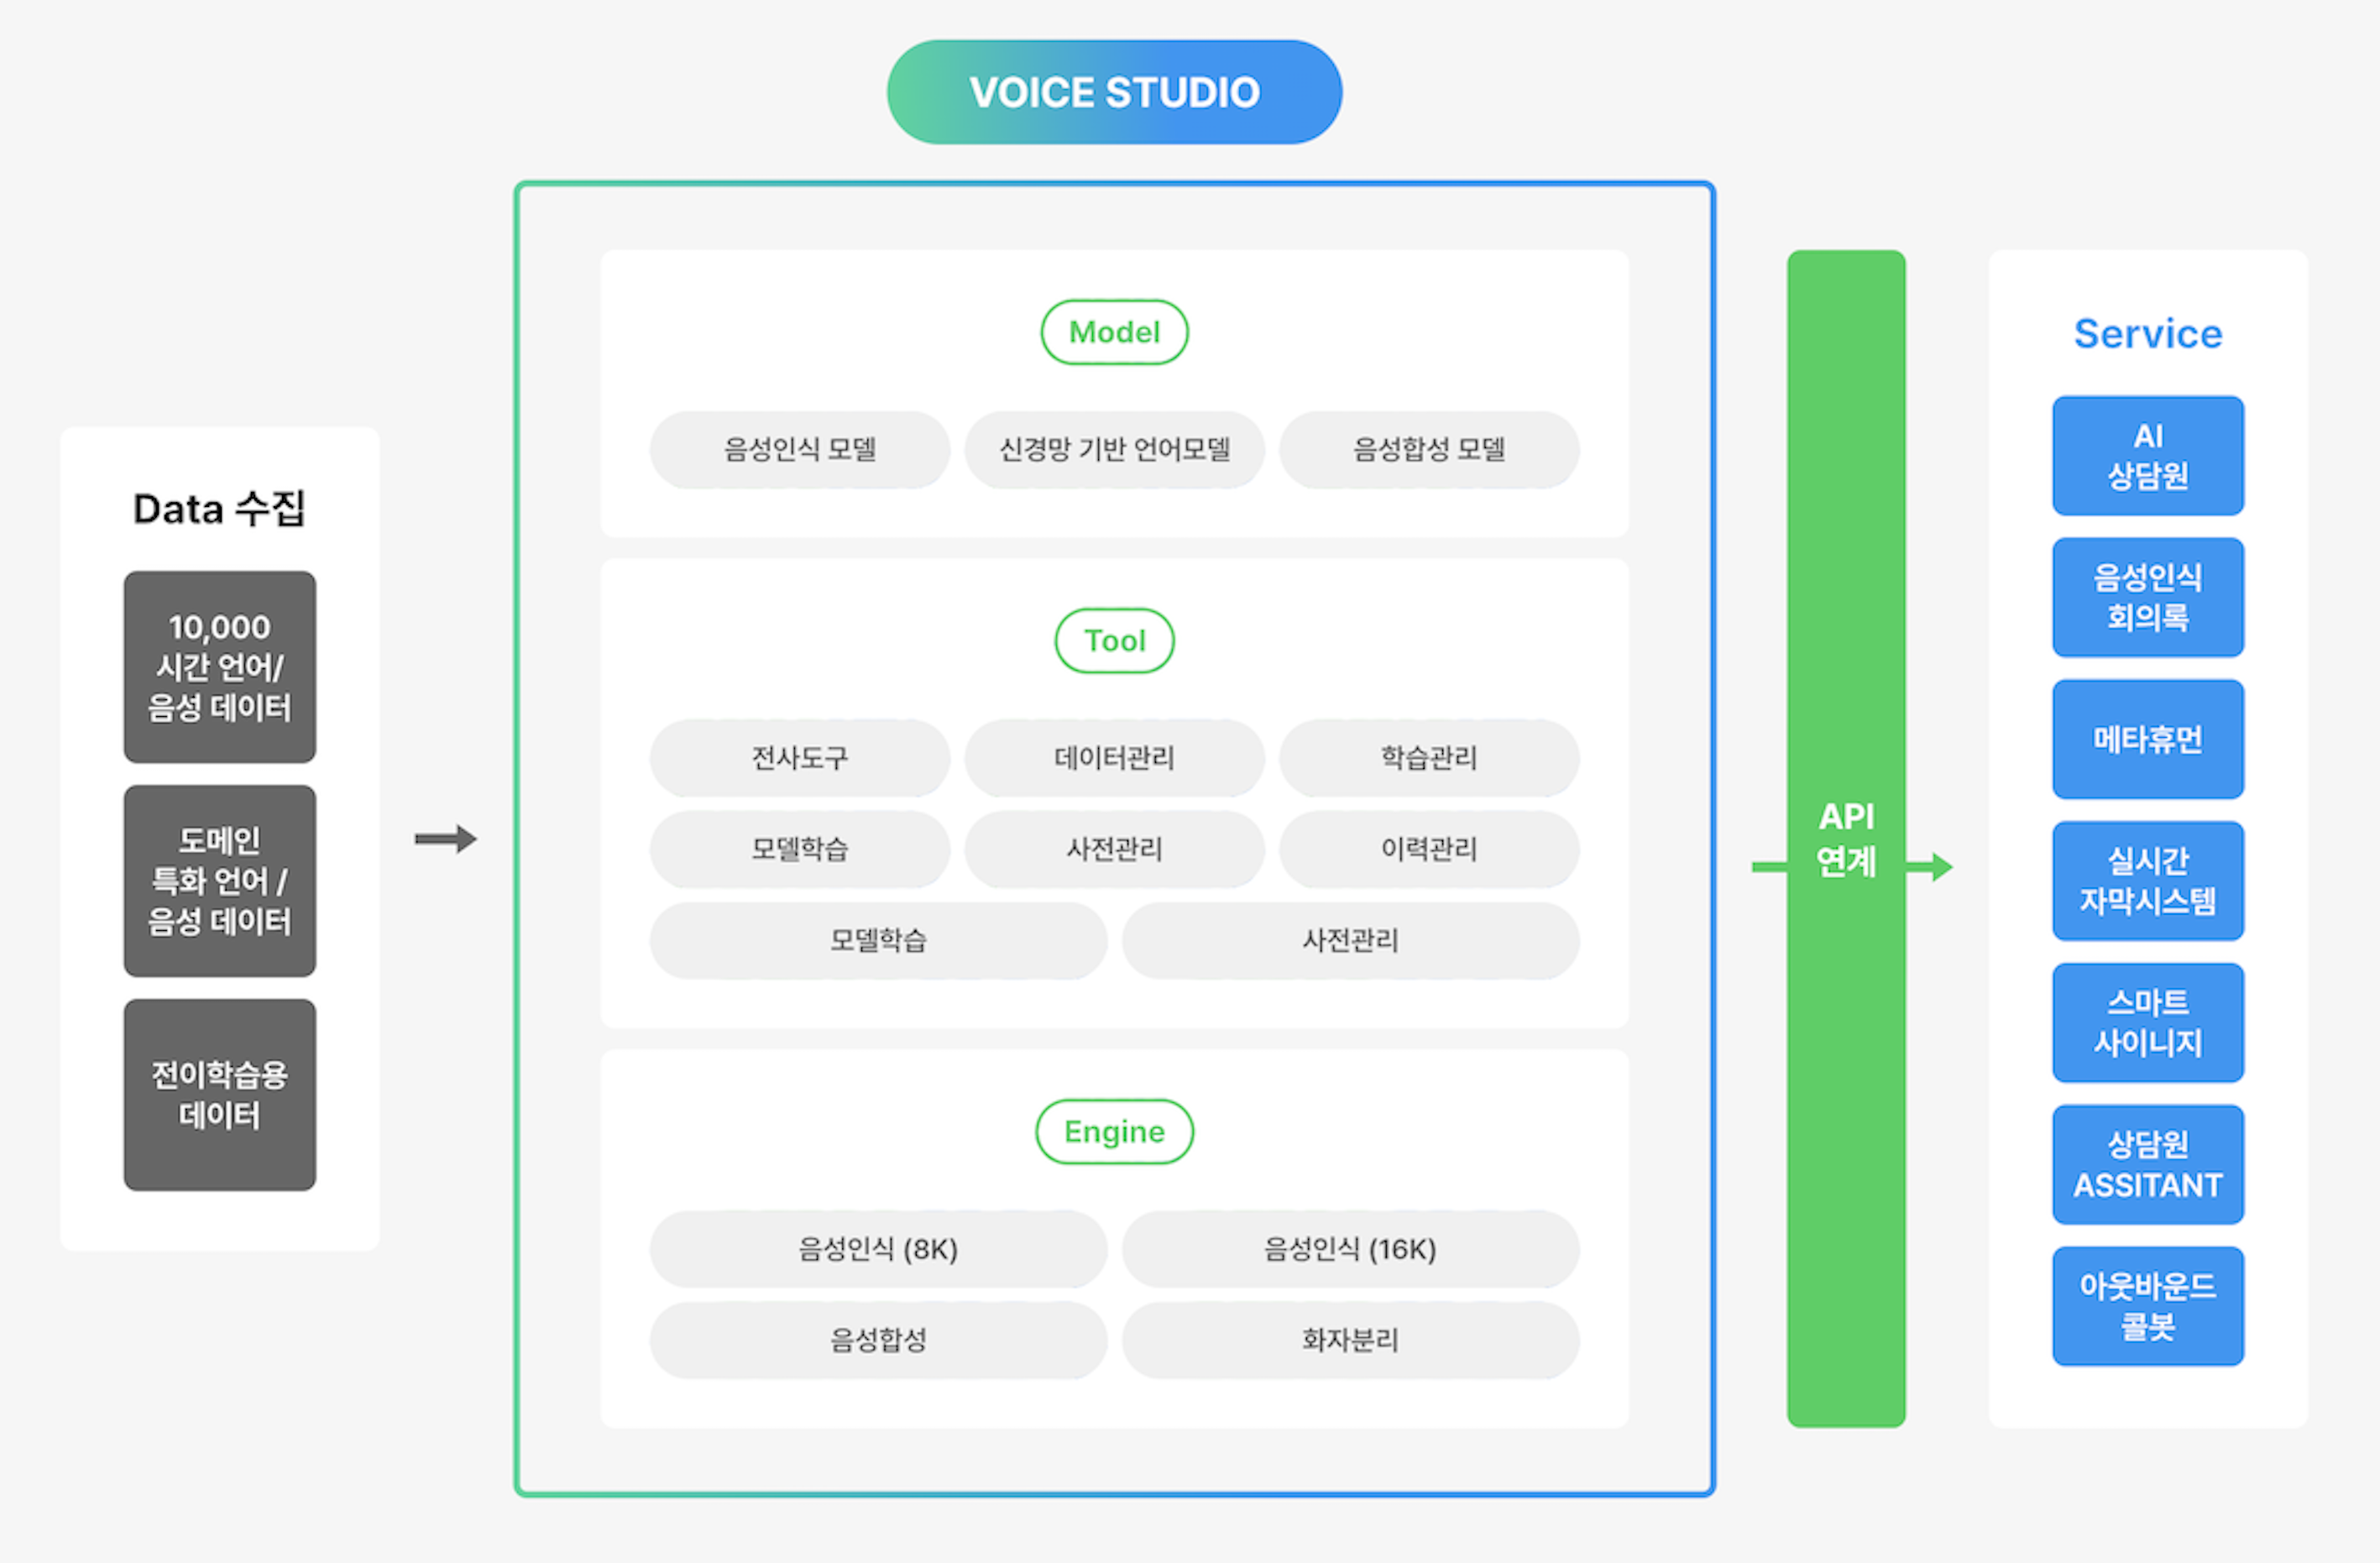 VOICE STUDIO
Data 수집
10,000
시간 언어/
음성 데이터
도메인
특화 언어 /
음성 데이터
전이학습용
데이터
Model
음성인식 모델
신경망 기반 언어모델
음성합성 모델
Tool
전사도구
데이터관리
학습관리
모델학습
사전관리
이력관리
모델학습
사전관리
Engine
음성인식 (8K)
음성인식 (16K)
음성합성
화자분리
API
연계
Service
AI
상담원
음성인식
회의록
메타휴먼
실시간
자막시스템
스마트
사이니지
상담원
ASSITANT
아웃바운드
콜봇